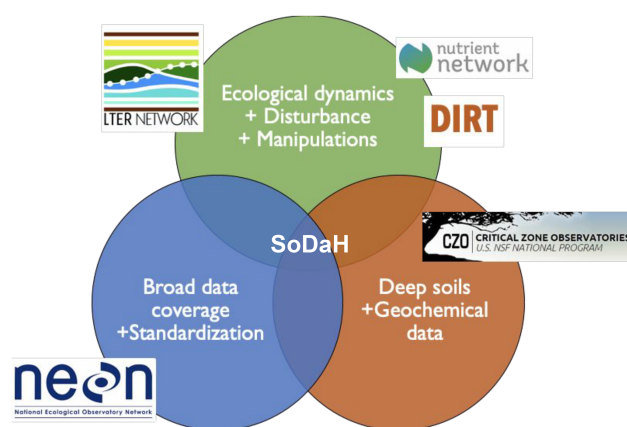 LTER NETWORK
nutrient
network
DIRT
Ecological dynamics
+ Disturbance
+ Manipulations
CZO
CRITICAL ZONE OBSERVATORIES
U.S. NSF NATIONAL PROGRAM
SoDaH
Broad data
coverage
+Standardization
Deep soils
+Geochemical
data
neon
National Ecological Observatory Network